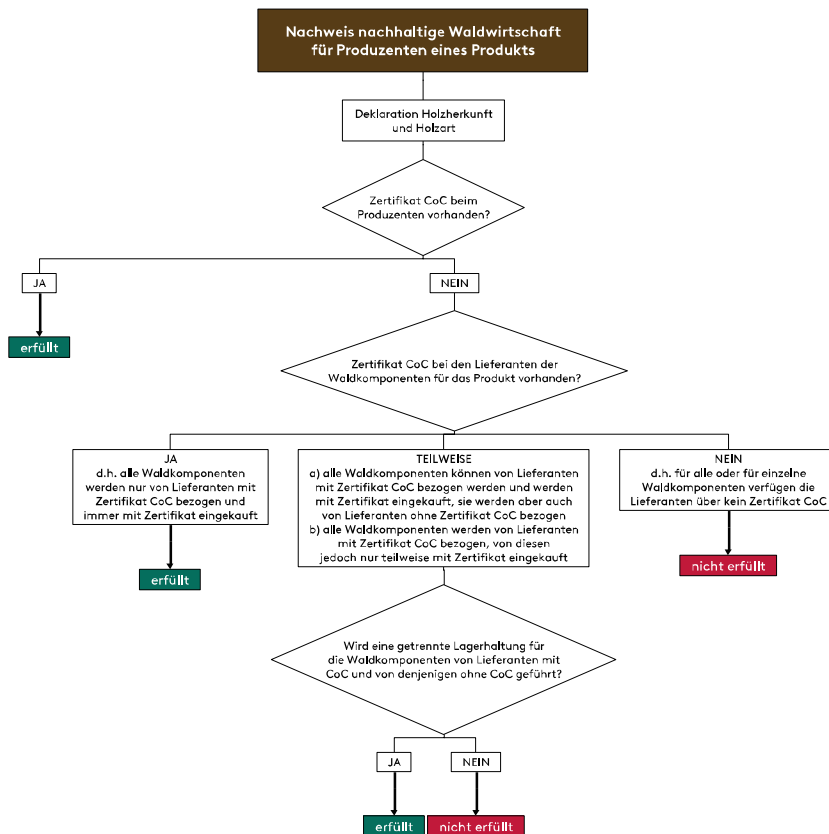 Nachweis nachhaltige Waldwirtschaft
für Produzenten eines Produkts
Deklaration Holzherkunft
und Holzart
Zertifikat CoC beim
Produzenten vorhanden?
JA
NEIN
erfüllt
Zertifikat CoC bei den Lieferanten der
Waldkomponenten für das Produkt vorhanden?
JA
d.h. alle Waldkomponenten
werden nur von Lieferanten mit
Zertifikat CoC bezogen und
immer mit Zertifikat eingekauft
TEILWEISE
a) alle Waldkomponenten können von Lieferanten
mit Zertifikat CoC bezogen werden und werden
mit Zertifikat eingekauft, sie werden aber auch
von Lieferanten ohne Zertifikat CoC bezogen
b) alle Waldkomponenten werden von Lieferanten
mit Zertifikat CoC bezogen, von diesen
jedoch nur teilweise mit Zertifikat eingekauft
NEIN
d.h. für alle oder für einzelne
Waldkomponenten verfügen die
Lieferanten über kein Zertifikat CoC
erfüllt
nicht erfüllt
Wird eine getrennte Lagerhaltung für
die Waldkomponenten von Lieferanten mit
CoC und von denjenigen ohne CoC geführt?
JA
NEIN
erfüllt
nicht erfüllt